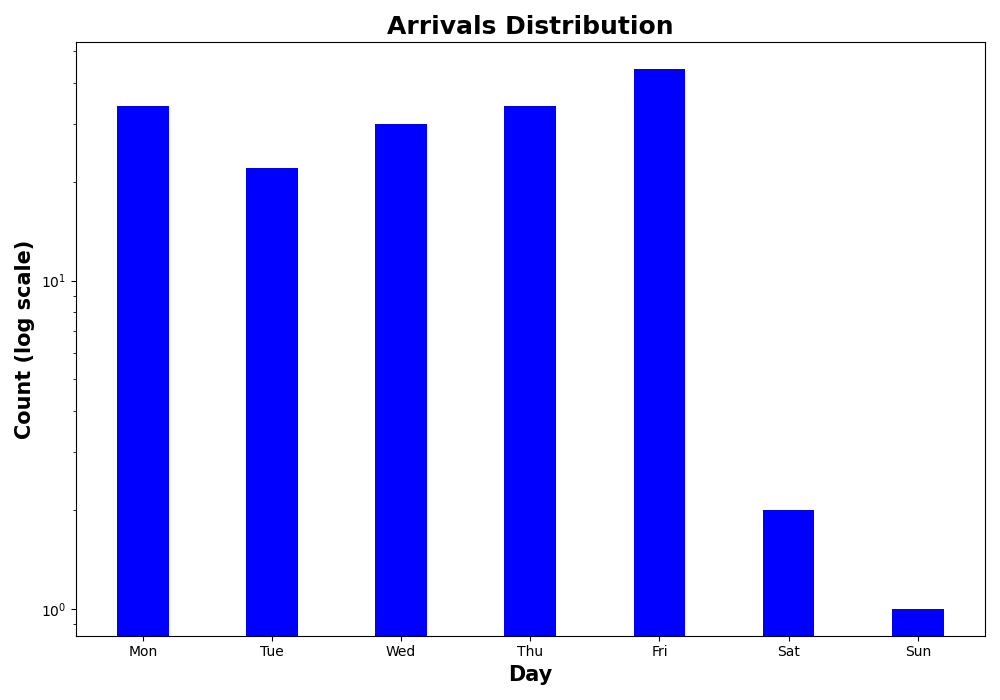 Arrivals Distribution
Count (log scale)
10¹
10⁰
Mon Tue Wed Thu Fri Sat Sun
Day